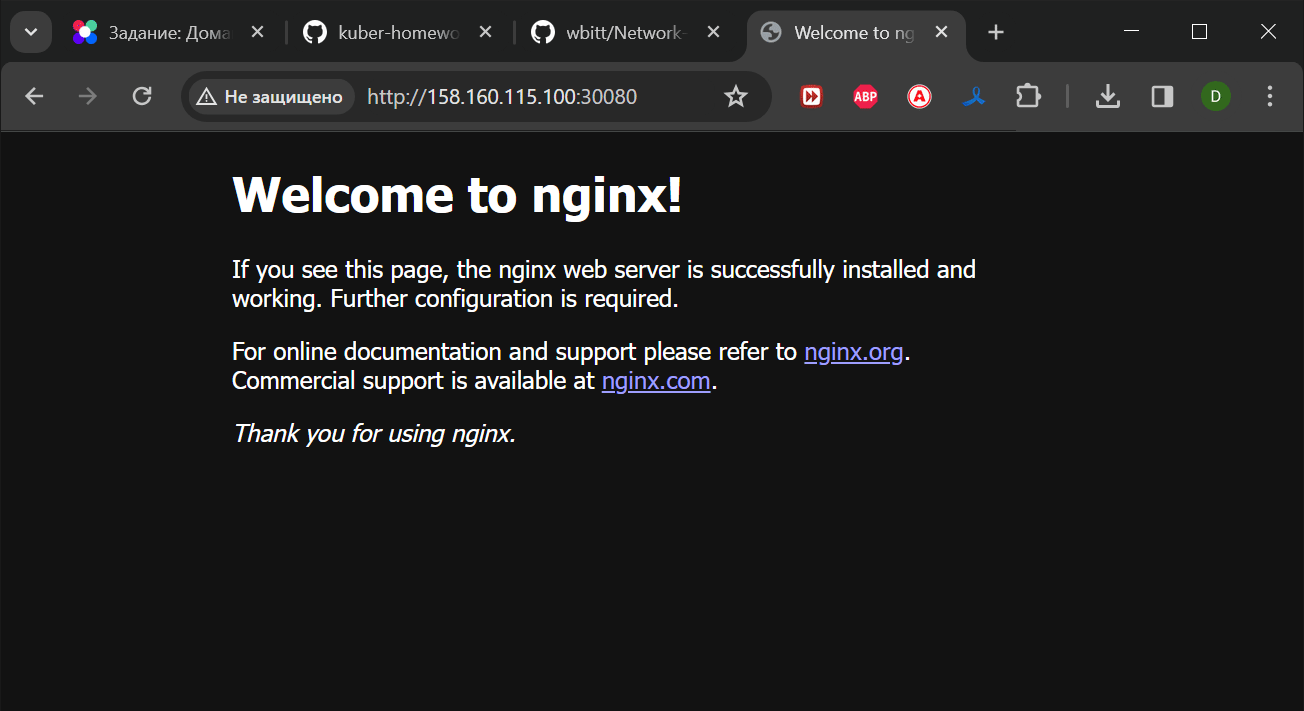 Задание: Дома
kuber-homewo
wbitt/Network-
Welcome to ng
Не защищено
http://158.160.115.100:30080
ABP
A
D
Welcome to nginx!
If you see this page, the nginx web server is successfully installed and
working. Further configuration is required.
For online documentation and support please refer to nginx.org.
Commercial support is available at nginx.com.
Thank you for using nginx.